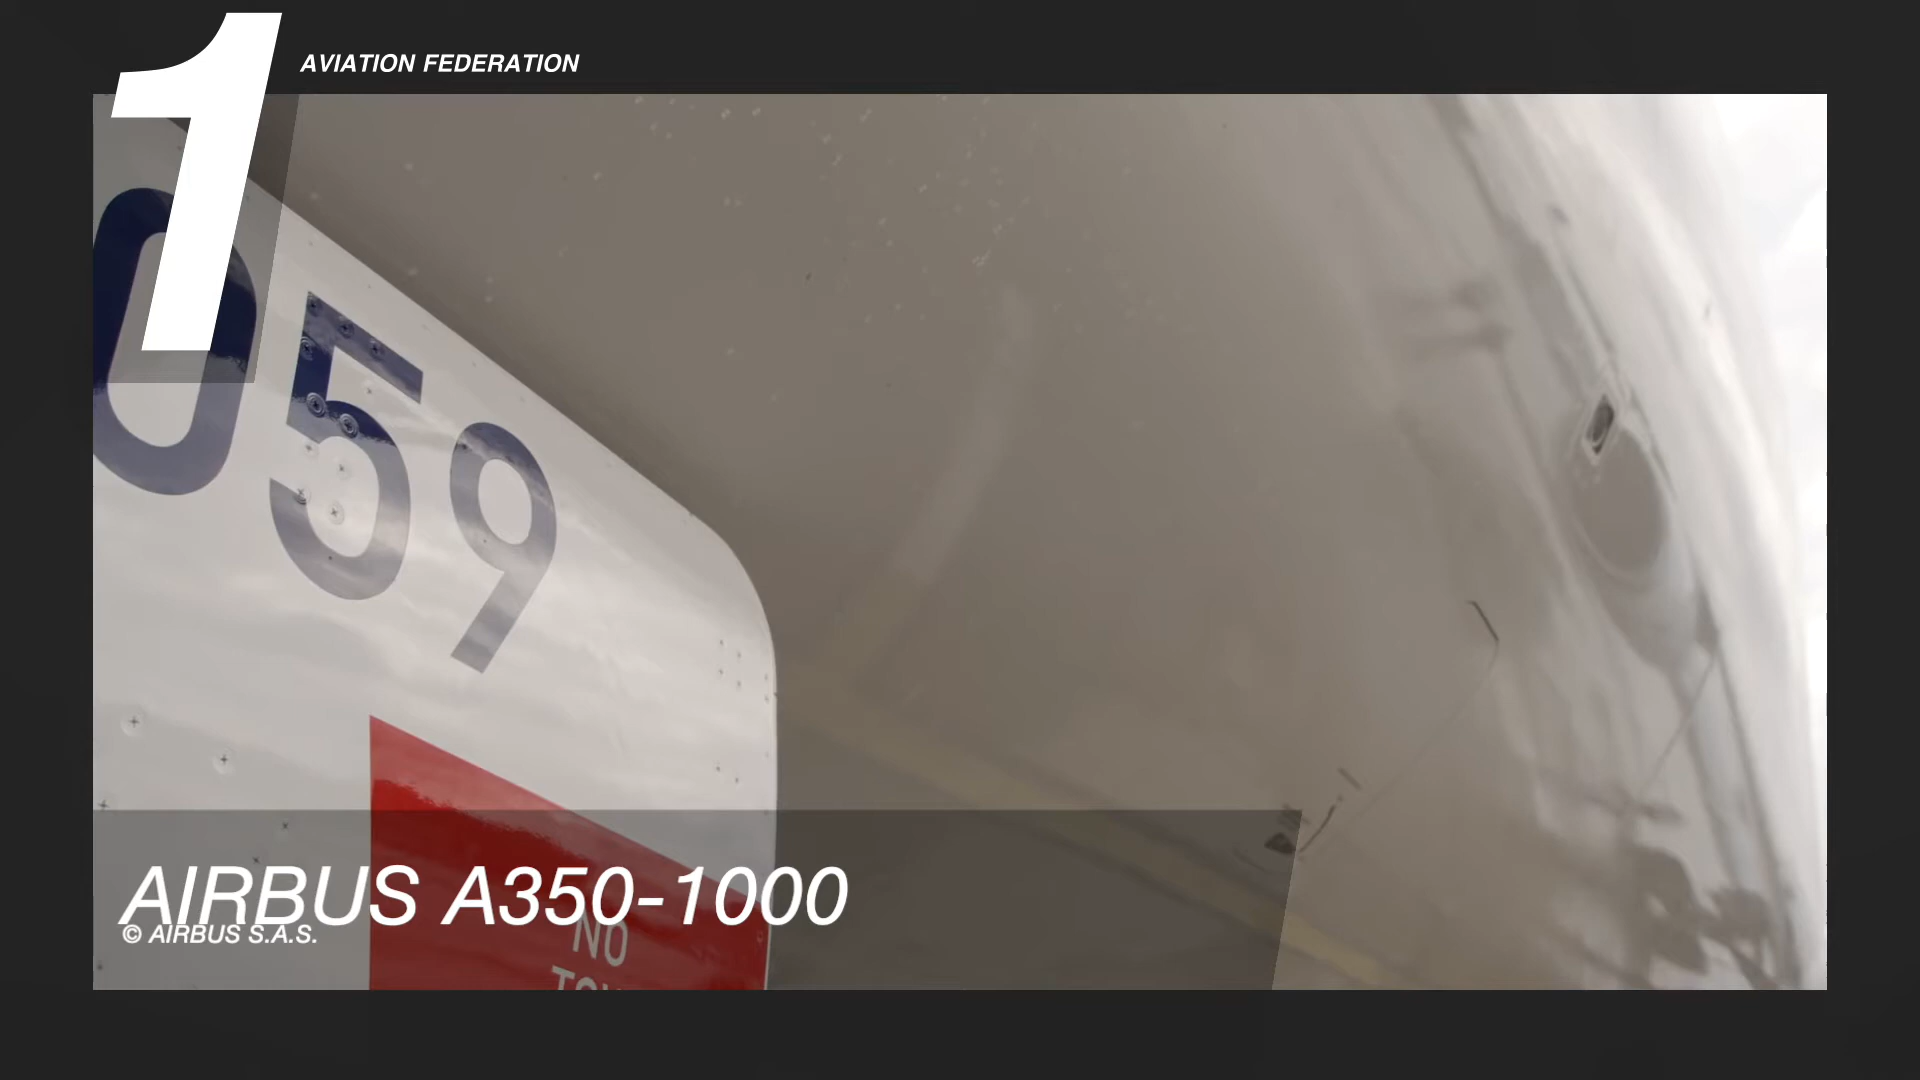 1
AVIATION FEDERATION
059
AIRBUS A350-1000
© AIRBUS S.A.S.
NO